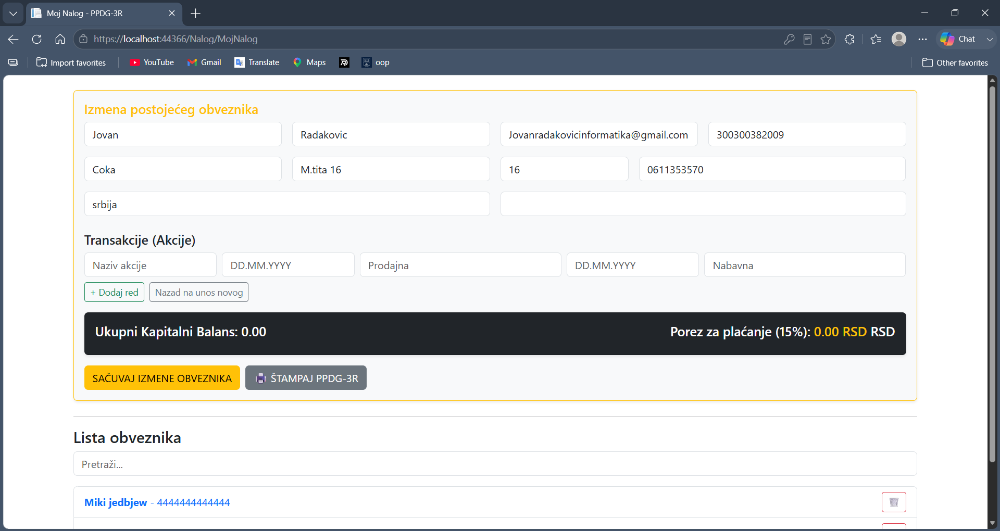 Moj Nalog - PPDG-3R
https://localhost:44366/Nalog/MojNalog
Chat
Import favorites
YouTube
Gmail
Translate
Maps
oop
Other favorites
Izmena postojećeg obveznika
Jovan
Radakovic
Jovanradakovicinformatika@gmail.com
300300382009
Coka
M.tita 16
16
0611353570
srbija
Transakcije (Akcije)
Naziv akcije
DD.MM.YYYY
Prodajna
DD.MM.YYYY
Nabavna
+ Dodaj red
Nazad na unos novog
Ukupni Kapitalni Balans: 0.00
Porez za plaćanje (15%): 0.00 RSD RSD
SAČUVAJ IZMENE OBVEZNIKA
ŠTAMPAJ PPDG-3R
Lista obveznika
Pretraži...
Miki jedbjew - 4444444444444